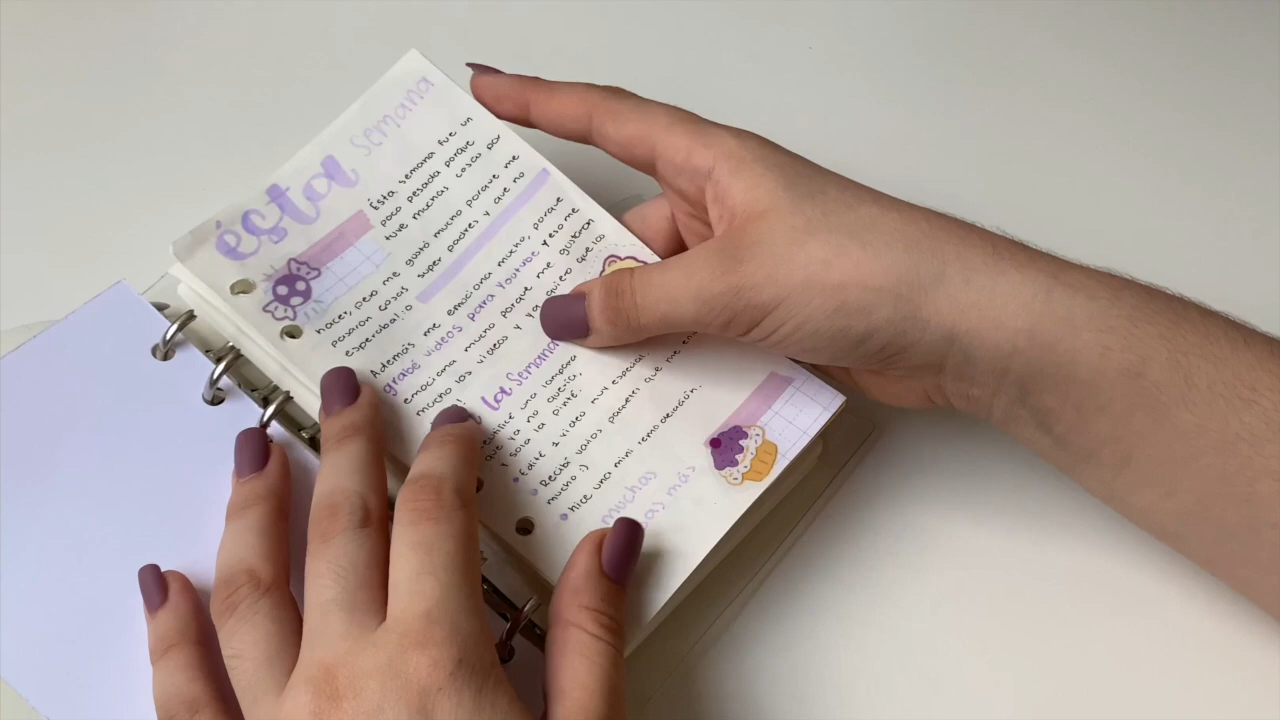 ésta semana
Ésta semana fue un
poco pesada porque
tuve muchas cosas por
hacer, pero me gustó mucho porque me
pasaron cosas super padres y que no
esperaba!:o
Además me emociona mucho, porque
grabé videos para Youtube y eso me
emociona mucho porque me gustaron
mucho los videos y ya quiero que los
la semana
una lampara
que ya no quería,
y sola la pinté.
• Edité 1 video muy especial.
• Recibí varios paquetes que me
mucho :)
• hice una mini remodelación.
muchas
más